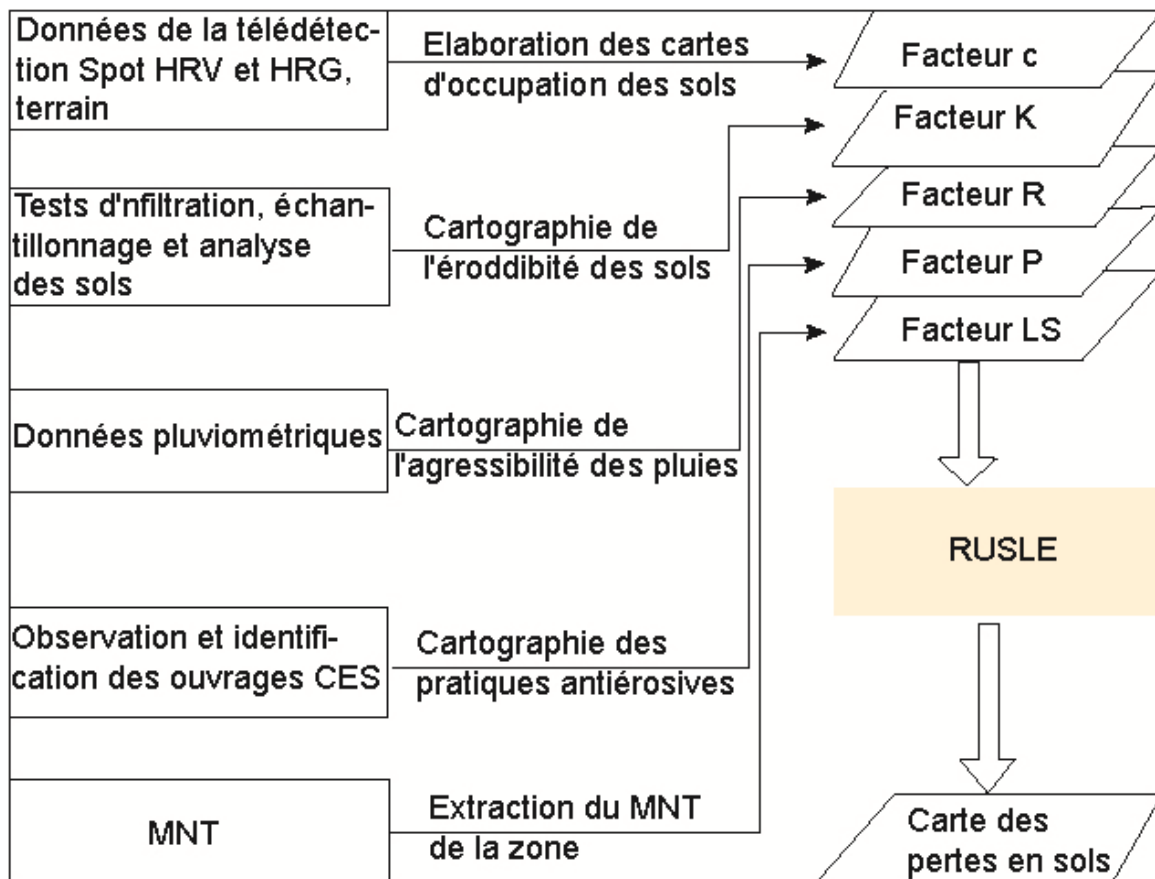 Données de la télédétec-
tion Spot HRV et HRG,
terrain
Elaboration des cartes
d'occupation des sols
Facteur c
Facteur K
Tests d'nfiltration, échan-
tillonnage et analyse
des sols
Cartographie de
l'éroddibité des sols
Facteur R
Facteur P
Facteur LS
Données pluviométriques
Cartographie de
l'agressibilité des pluies
RUSLE
Observation et identifi-
cation des ouvrages CES
Cartographie des
pratiques antiérosives
MNT
Extraction du MNT
de la zone
Carte des
pertes en sols